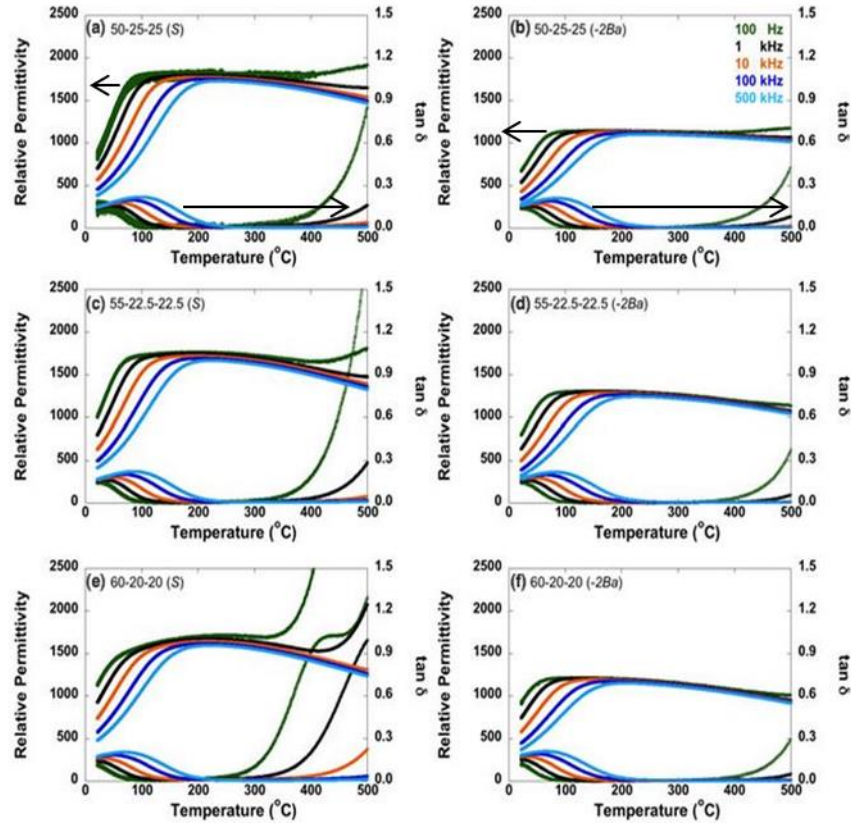 (a) 50-25-25 (S)
2500
2000
1500
1000
500
0
Relative Permittivity
1.5
1.2
0.9
0.6
0.3
0.0
tan δ
0 100 200 300 400 500
Temperature (°C)
(b) 50-25-25 (-2Ba)
100 Hz
1 kHz
10 kHz
100 kHz
500 kHz
2500
2000
1500
1000
500
0
Relative Permittivity
1.5
1.2
0.9
0.6
0.3
0.0
tan δ
0 100 200 300 400 500
Temperature (°C)
(c) 55-22.5-22.5 (S)
2500
2000
1500
1000
500
0
Relative Permittivity
1.5
1.2
0.9
0.6
0.3
0.0
tan δ
0 100 200 300 400 500
Temperature (°C)
(d) 55-22.5-22.5 (-2Ba)
2500
2000
1500
1000
500
0
Relative Permittivity
1.5
1.2
0.9
0.6
0.3
0.0
tan δ
0 100 200 300 400 500
Temperature (°C)
(e) 60-20-20 (S)
2500
2000
1500
1000
500
0
Relative Permittivity
1.5
1.2
0.9
0.6
0.3
0.0
tan δ
0 100 200 300 400 500
Temperature (°C)
(f) 60-20-20 (-2Ba)
2500
2000
1500
1000
500
0
Relative Permittivity
1.5
1.2
0.9
0.6
0.3
0.0
tan δ
0 100 200 300 400 500
Temperature (°C)